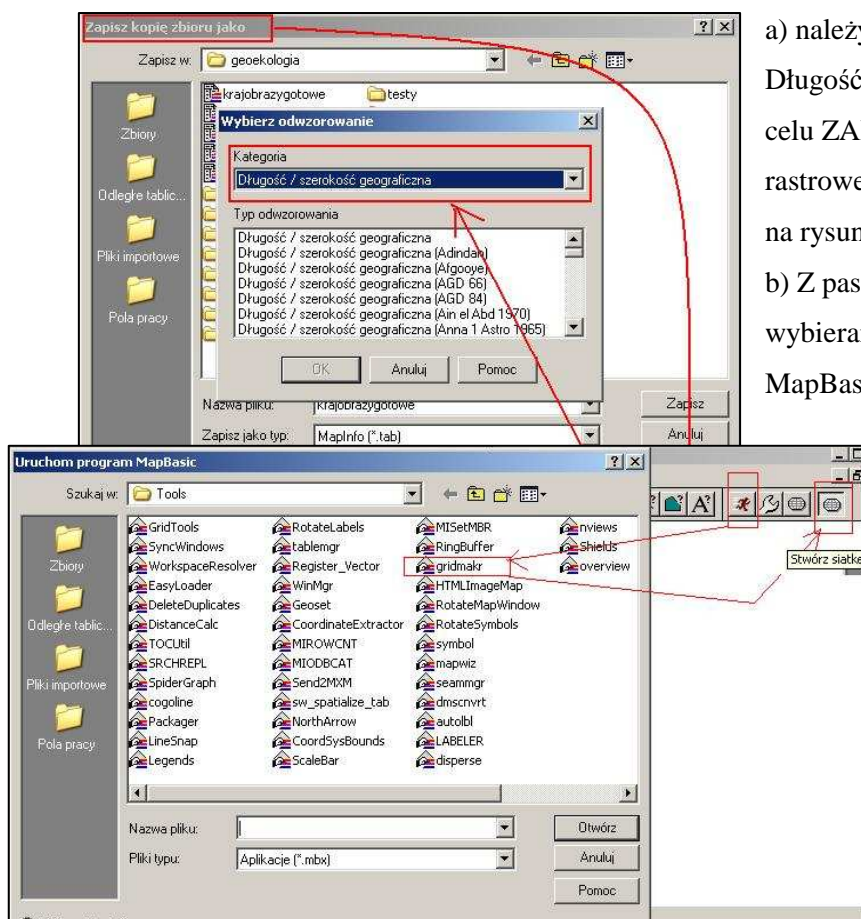 Zapisz kopię zbioru jako
Zapisz w:
geoekologia
krajobrazygotowe
testy
Zbiory
Odległe tablic...
Pliki importowe
Pola pracy
Wybierz odwzorowanie
Kategoria
Długość / szerokość geograficzna
Typ odwzorowania
Długość / szerokość geograficzna
Długość / szerokość geograficzna (Adindan)
Długość / szerokość geograficzna (Afgooye)
Długość / szerokość geograficzna (AGD 66)
Długość / szerokość geograficzna (AGD 84)
Długość / szerokość geograficzna (Ain el Abd 1970)
Długość / szerokość geograficzna (Anna 1 Astro 1965)
OK
Anuluj
Pomoc
Nazwa pliku:
krajobrazygotowe
Zapisz
Zapisz jako typ:
MapInfo (*.tab)
Anuluj
a) należy
Długość
celu ZA
rastrowe
na rysun
b) Z pas
wybiera
MapBas
Uruchom program MapBasic
Szukaj w:
Tools
Zbiory
Odległe tablic...
Pliki importowe
Pola pracy
GridTools
SyncWindows
WorkspaceResolver
EasyLoader
DeleteDuplicates
DistanceCalc
TOCUtil
SRCHREPL
SpiderGraph
cogoline
Packager
LineSnap
Legends
RotateLabels
tablemgr
Register_Vector
WinMgr
Geoset
CoordinateExtractor
MIROWCNT
MIODBCAT
Send2MXM
sw_spatialize_tab
NorthArrow
CoordSysBounds
ScaleBar
MISetMBR
RingBuffer
gridmakr
HTMLImageMap
RotateMapWindow
RotateSymbols
symbol
mapwiz
seammgr
dmscnvrt
autolbl
LABELER
disperse
nviews
Shields
overview
Nazwa pliku:
Otwórz
Pliki typu:
Aplikacje (*.mbx)
Anuluj
Pomoc
Stwórz siatkę